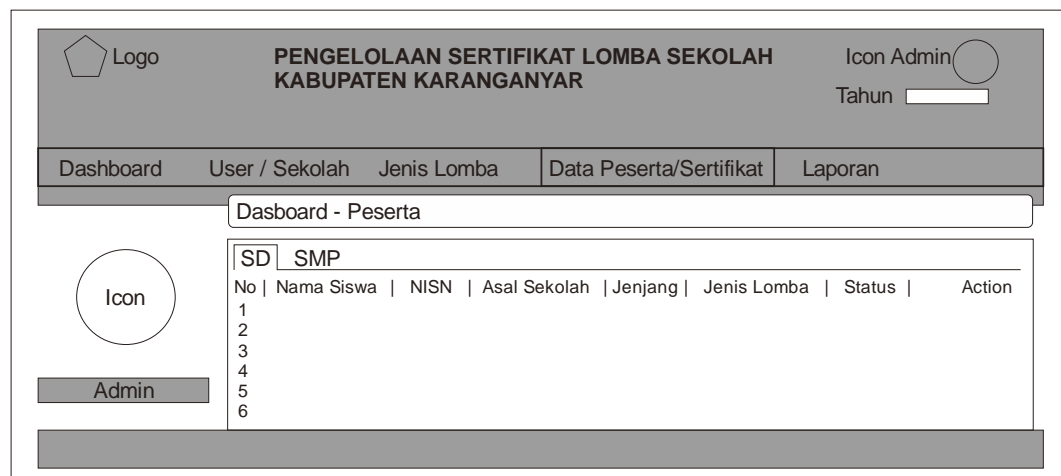 Logo
PENGELOLAAN SERTIFIKAT LOMBA SEKOLAH
KABUPATEN KARANGANYAR
Icon Admin
Tahun
Dashboard User / Sekolah Jenis Lomba Data Peserta/Sertifikat Laporan
Dasboard - Peserta
Icon
Admin
SD SMP
No | Nama Siswa | NISN | Asal Sekolah | Jenjang | Jenis Lomba | Status | Action
1
2
3
4
5
6